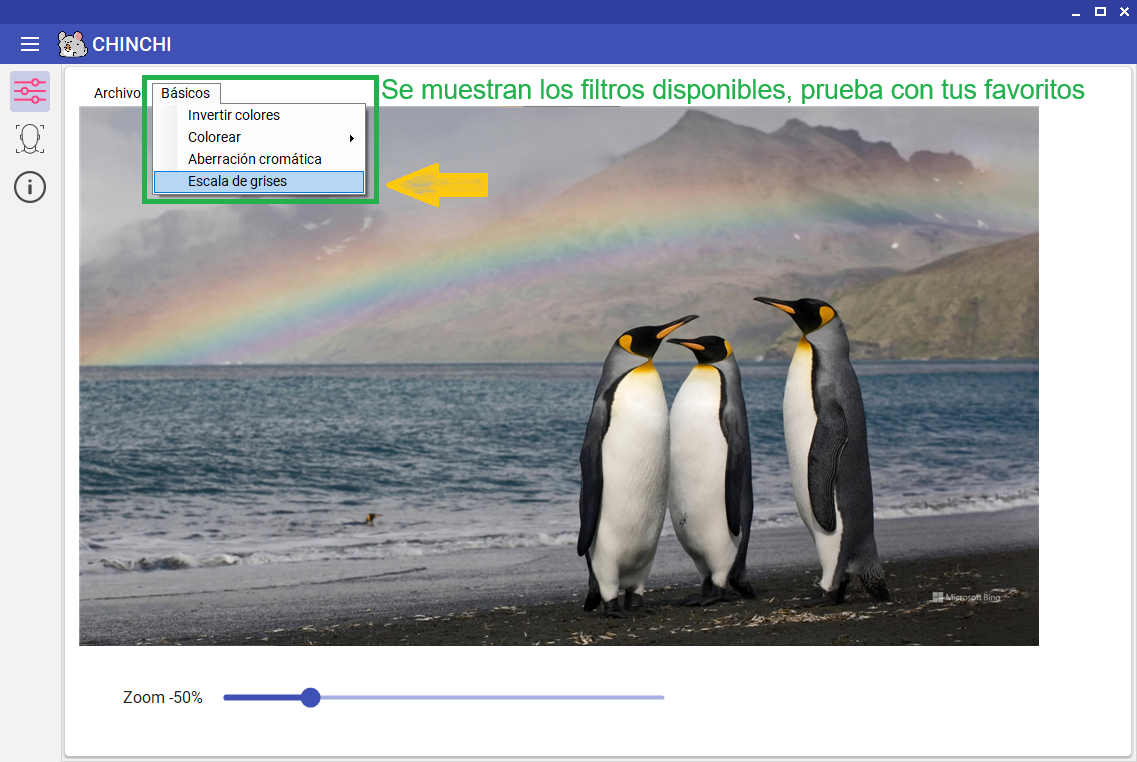 CHINCHI
Archivo
Básicos
Se muestran los filtros disponibles, prueba con tus favoritos
Invertir colores
Colorear
Aberración cromática
Escala de grises
Microsoft Bing
Zoom -50%